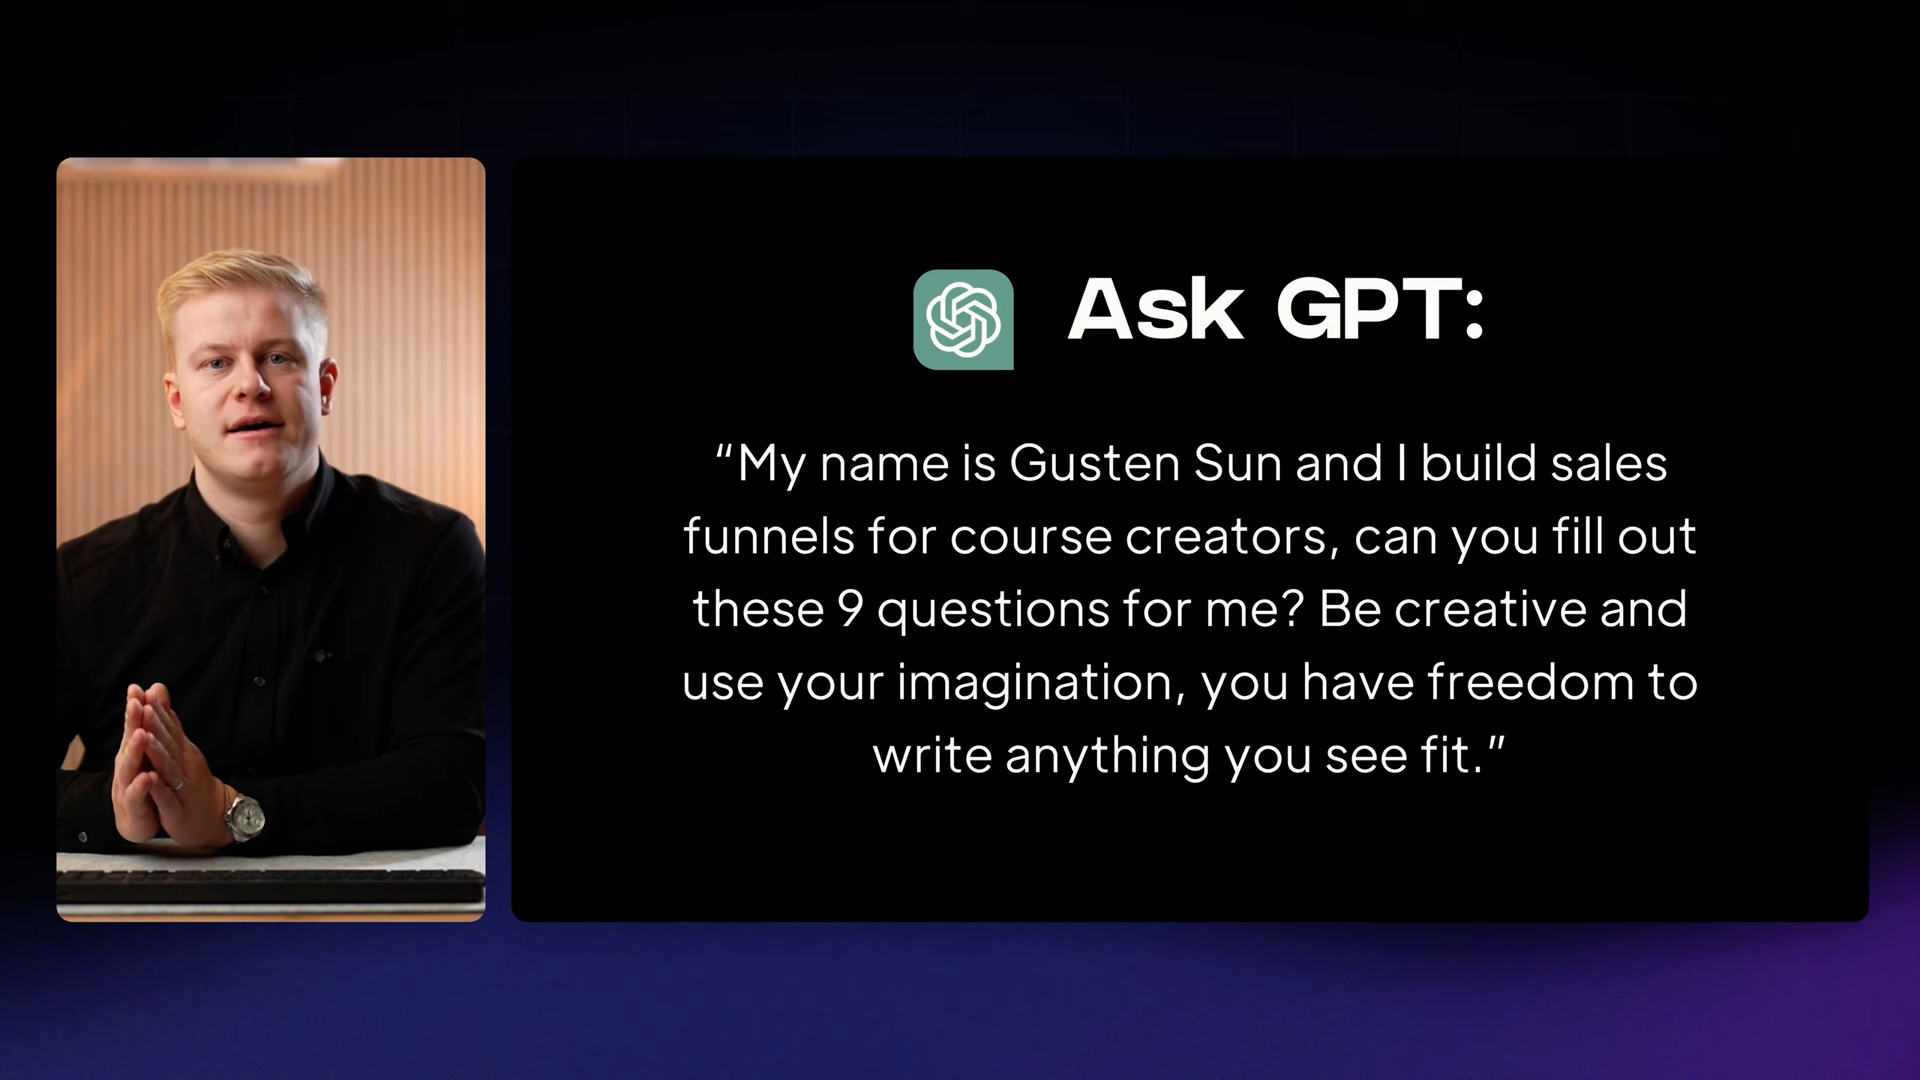 Ask GPT:
“My name is Gusten Sun and I build sales
funnels for course creators, can you fill out
these 9 questions for me? Be creative and
use your imagination, you have freedom to
write anything you see fit.”